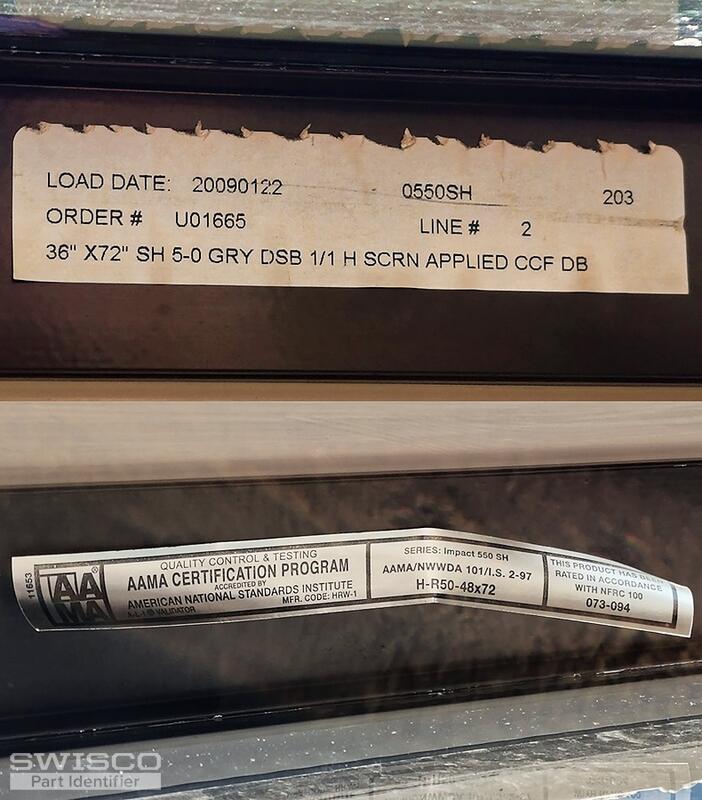 LOAD DATE: 20090122 0550SH 203
ORDER # U01665 LINE # 2
36" X72" SH 5-0 GRY DSB 1/1 H SCRN APPLIED CCF DB
11653
AAMA
QUALITY CONTROL & TESTING
AAMA CERTIFICATION PROGRAM
ACCREDITED BY
AMERICAN NATIONAL STANDARDS INSTITUTE
A-L-I @ VALIDATOR MFR. CODE: HRW-1
SERIES: Impact 550 SH
AAMA/NWWDA 101/I.S. 2-97
H-R50-48x72
THIS PRODUCT HAS BEEN
RATED IN ACCORDANCE
WITH NFRC 100
073-094
SWISCO
Part Identifier